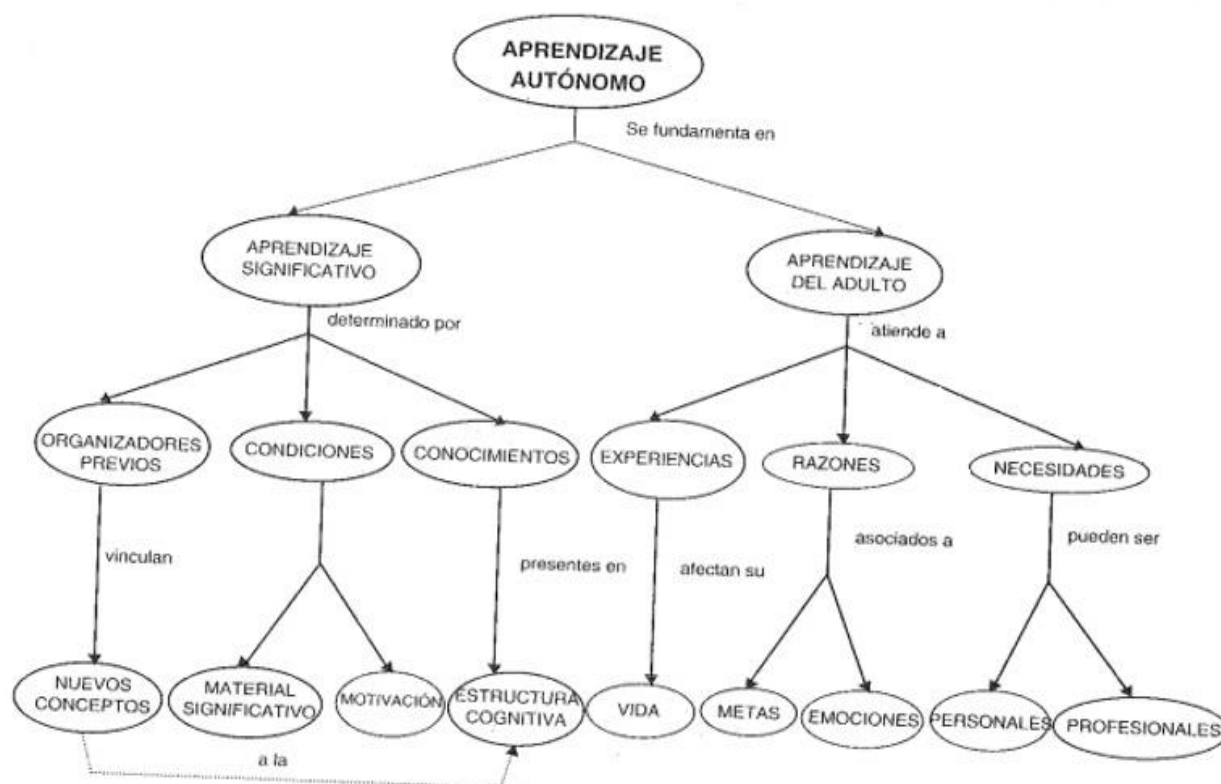 APRENDIZAJE
AUTÓNOMO
Se fundamenta en
APRENDIZAJE
SIGNIFICATIVO
APRENDIZAJE
DEL ADULTO
determinado por
atiende a
ORGANIZADORES
PREVIOS
CONDICIONES
CONOCIMIENTOS
EXPERIENCIAS
RAZONES
NECESIDADES
vinculan
presentes en
afectan su
asociados a
pueden ser
NUEVOS
CONCEPTOS
MATERIAL
SIGNIFICATIVO
MOTIVACIÓN
ESTRUCTURA
COGNITIVA
VIDA
METAS
EMOCIONES
PERSONALES
PROFESIONALES
a la